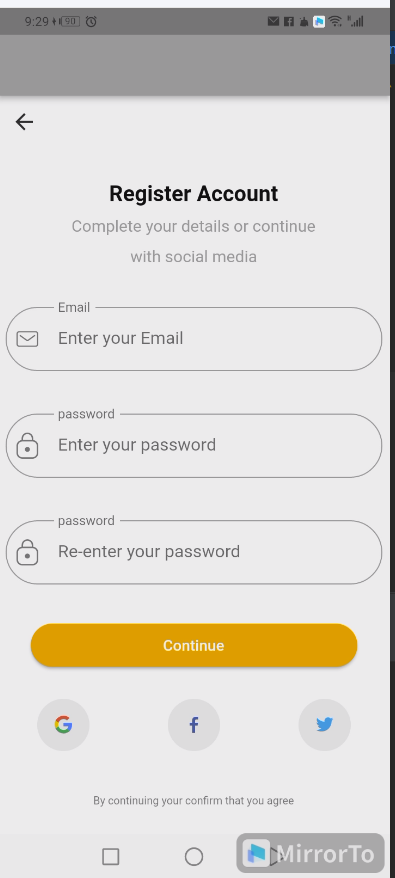 9:29 90
Register Account
Complete your details or continue
with social media
Email
Enter your Email
password
Enter your password
password
Re-enter your password
Continue
By continuing your confirm that you agree
MirrorTo